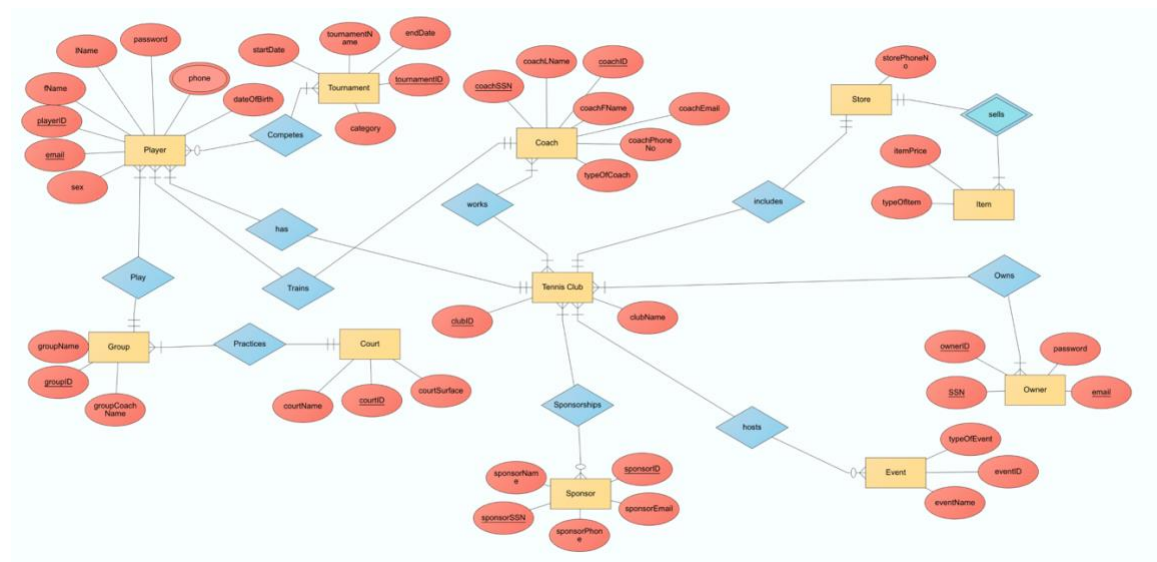 password
lName
phone
fName
playerID
email
sex
dateOfBirth
Player
startDate
tournamentN
ame
endDate
tournamentID
Tournament
category
Competes
coachLName
coachID
coachSSN
coachFName
coachEmail
Coach
coachPhone
No
typeOfCoach
storePhoneN
o
Store
sells
itemPrice
typeOfItem
Item
works
includes
has
Play
Trains
Tennis Club
clubID
clubName
Owns
groupName
Group
groupID
groupCoach
Name
Practices
Court
courtName
courtID
courtSurface
ownerID
password
SSN
Owner
email
Sponsorships
hosts
sponsorNam
e
sponsorID
Sponsor
sponsorSSN
sponsorEmail
sponsorPhon
e
typeOfEvent
Event
eventID
eventName